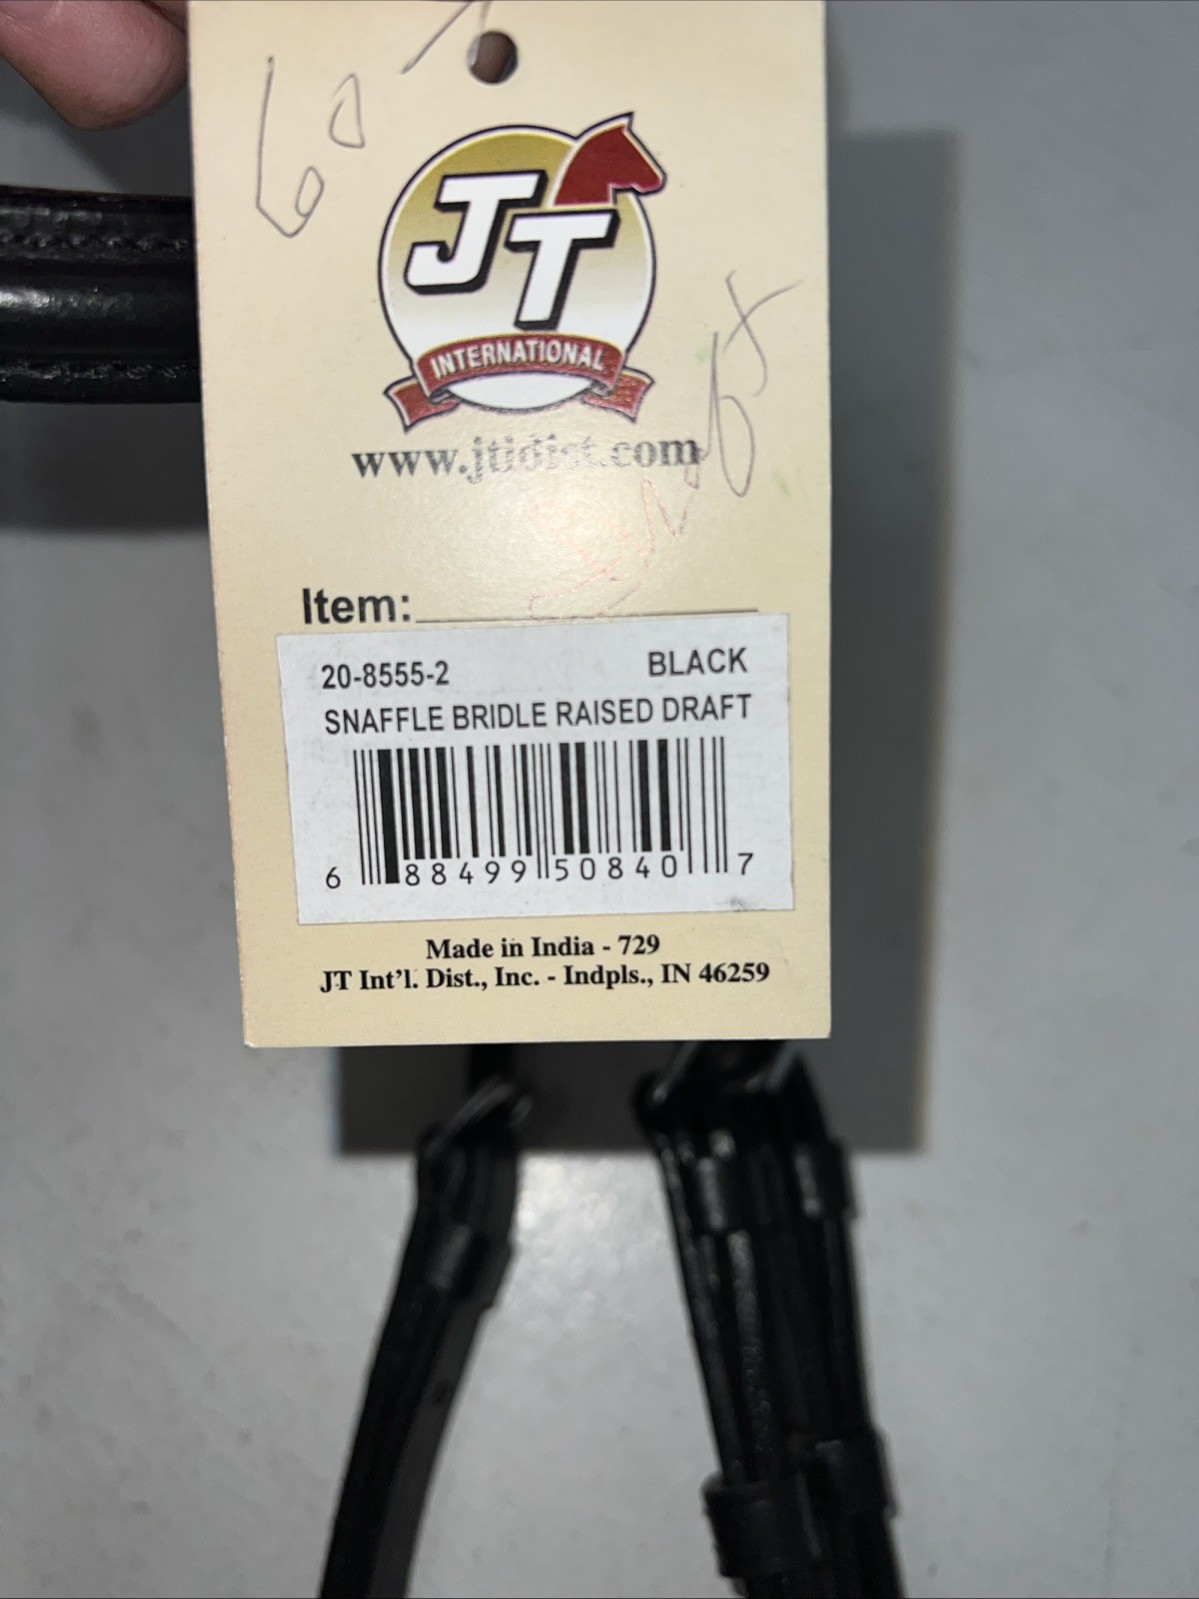 60
JT
INTERNATIONAL
www.jtidist.com
Item:
20-8555-2 BLACK
SNAFFLE BRIDLE RAISED DRAFT
6 88499 50840 7
Made in India - 729
JT Int'l. Dist., Inc. - Indpls., IN 46259